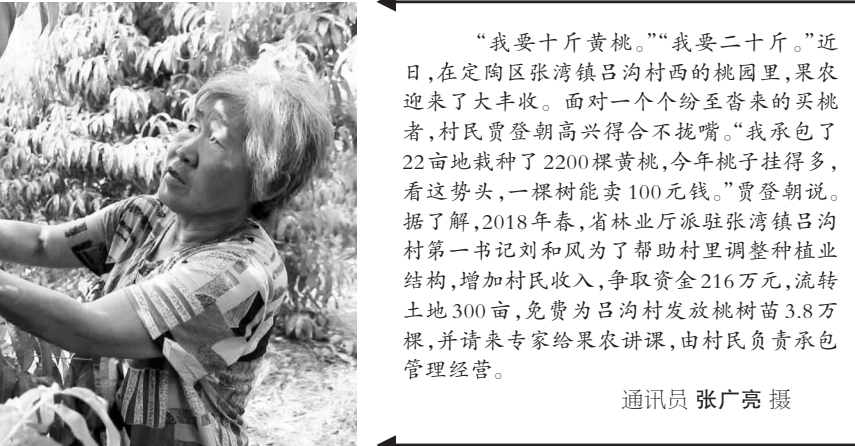 “我要十斤黄桃。”“我要二十斤。”近
日,在定陶区张湾镇吕沟村西的桃园里,果农
迎来了大丰收。面对一个个纷至沓来的买桃
者,村民贾登朝高兴得合不拢嘴。“我承包了
22亩地栽种了2200棵黄桃,今年桃子挂得多,
看这势头,一棵树能卖100元钱。”贾登朝说。
据了解,2018年春,省林业厅派驻张湾镇吕沟
村第一书记刘和风为了帮助村里调整种植业
结构,增加村民收入,争取资金216万元,流转
土地300亩,免费为吕沟村发放桃树苗3.8万
棵,并请来专家给果农讲课,由村民负责承包
管理经营。
通讯员 张广亮 摄